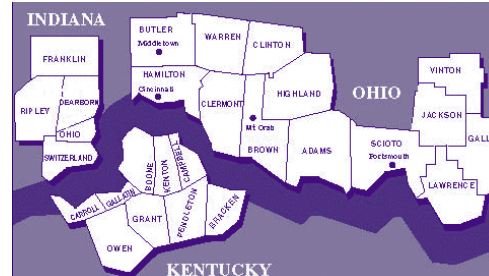 INDIANA
BUTLER
Middletown
WARREN
CLINTON
FRANKLIN
HAMILTON
Cincinnati
VINTON
HIGHLAND
OHIO
RIPLEY
DEARBORN
CLERMONT
JACKSON
Mt Orab
OHIO
GALL
BROWN
ADAMS
SCIOTO
Portsmouth
SWITZERLAND
BOONE
KENTON
CAMPBELL
LAWRENCE
CARROLL
GALLATIN
GRANT
PENDLETON
BRACKEN
OWEN
KENTUCKY